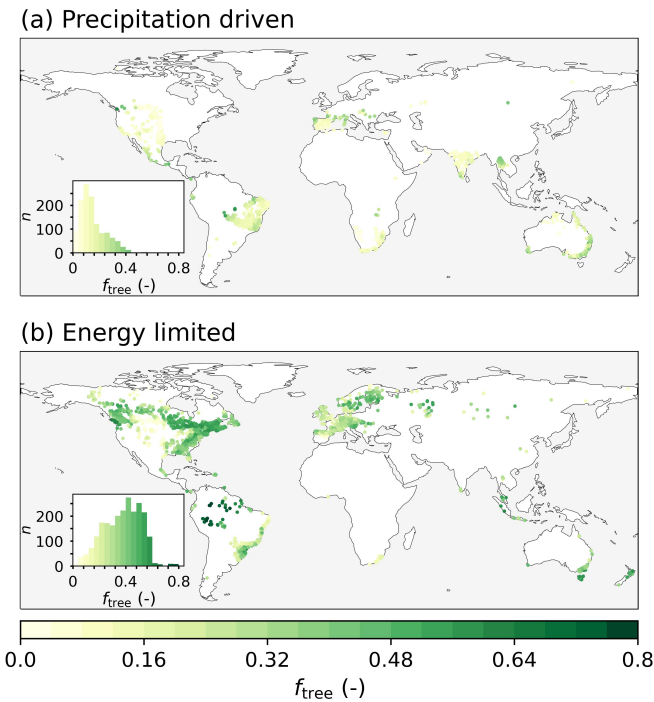 (a) Precipitation driven
n
200
100
0
0 0.4 0.8
f_tree (-)
(b) Energy limited
n
200
100
0
0 0.4 0.8
f_tree (-)
0.0 0.16 0.32 0.48 0.64 0.8
f_tree (-)